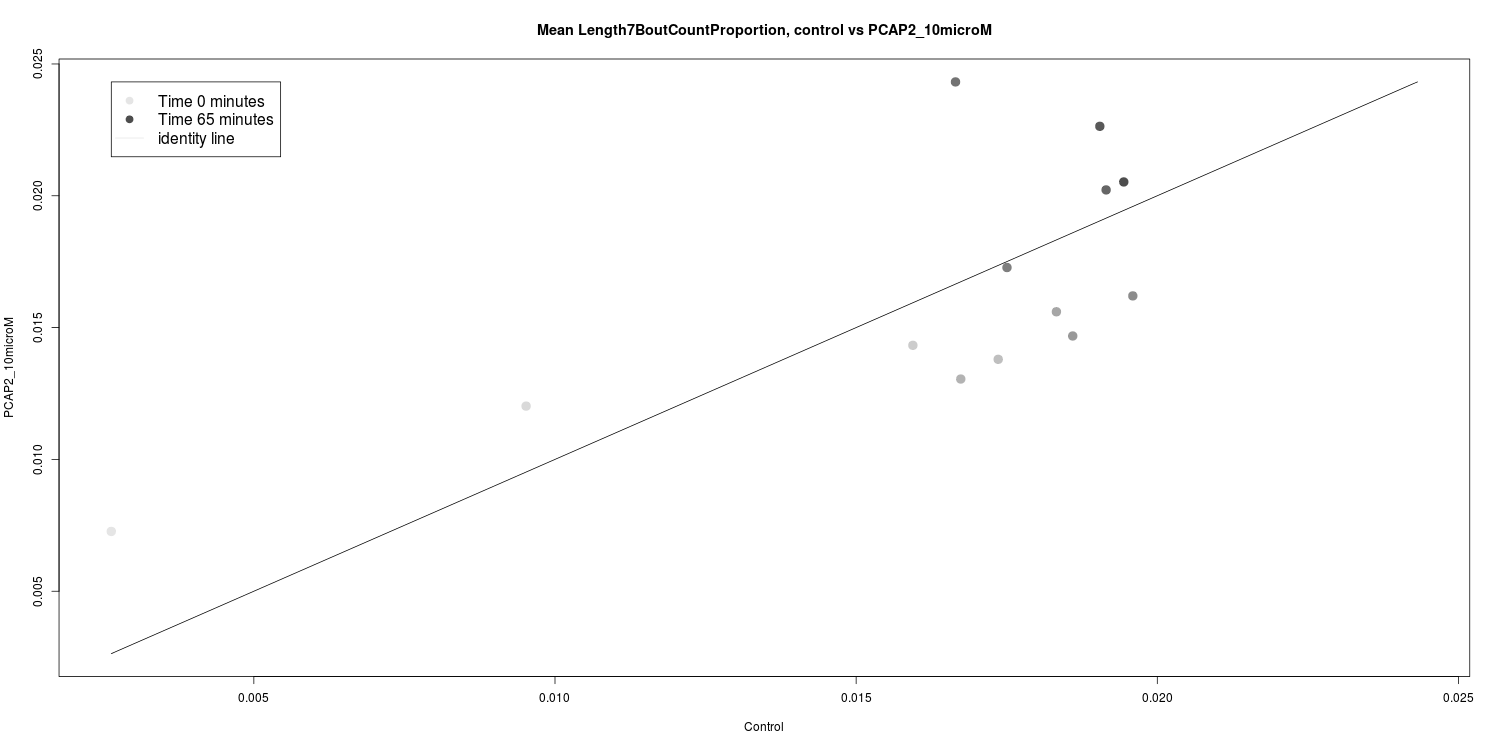 Mean Length7BoutCountProportion, control vs PCAP2_10microM
Time 0 minutes
Time 65 minutes
identity line
PCAP2_10microM
0.025
0.020
0.015
0.010
0.005
0.005
0.010
0.015
0.020
0.025
Control